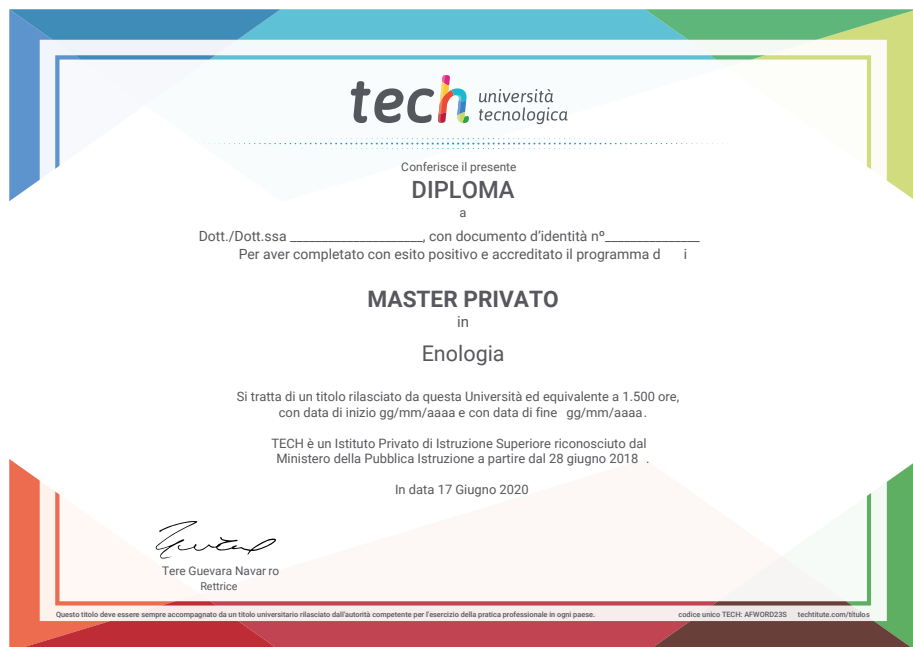 tech università
tecnologica
Conferisce il presente
DIPLOMA
a
Dott./Dott.ssa ____________________, con documento d'identità nº______________
Per aver completato con esito positivo e accreditato il programma d i
MASTER PRIVATO
in
Enologia
Si tratta di un titolo rilasciato da questa Università ed equivalente a 1.500 ore,
con data di inizio gg/mm/aaaa e con data di fine gg/mm/aaaa.
TECH è un Istituto Privato di Istruzione Superiore riconosciuto dal
Ministero della Pubblica Istruzione a partire dal 28 giugno 2018 .
In data 17 Giugno 2020
Tere Guevara Navar ro
Rettrice
Questo titolo deve essere sempre accompagnato da un titolo universitario rilasciato dall'autorità competente per l'esercizio della pratica professionale in ogni paese. codice unico TECH: AFWORD23S techtitute.com/titulos